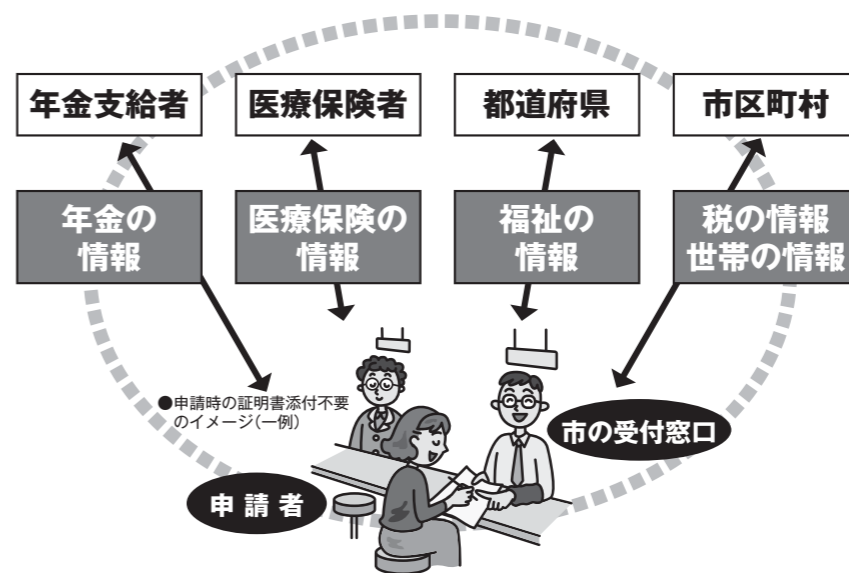 年金支給者
医療保険者
都道府県
市区町村
年金の
情報
医療保険の
情報
福祉の
情報
税の情報
世帯の情報
●申請時の証明書添付不要
のイメージ(一例)
市の受付窓口
申請者